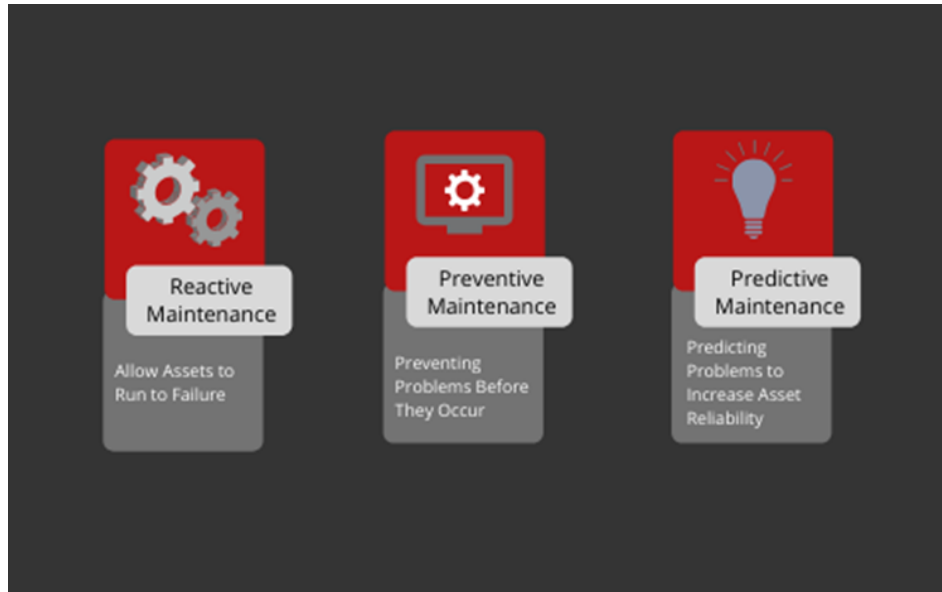 Reactive
Maintenance
Allow Assets to
Run to Failure
Preventive
Maintenance
Preventing
Problems Before
They Occur
Predictive
Maintenance
Predicting
Problems to
Increase Asset
Reliability